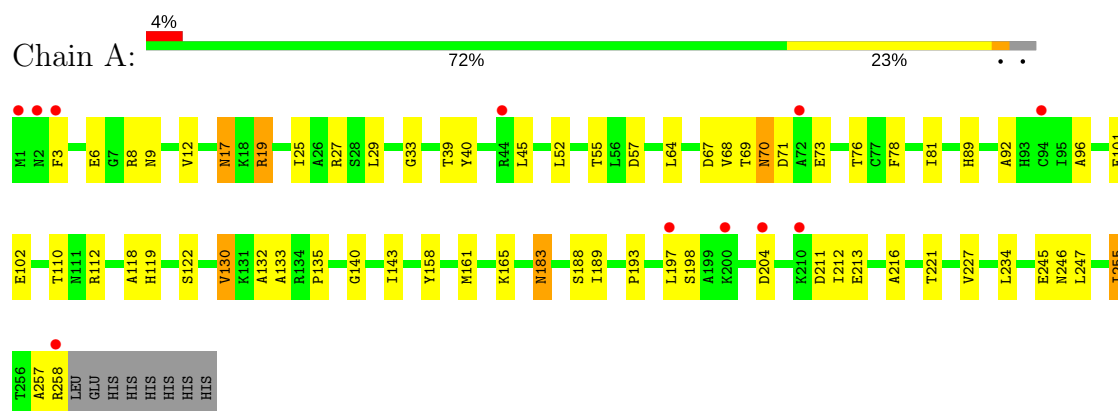 4%
Chain A:
72% 23% • •
M1 N2 F3 E6 G7 R8 N9 V12 N17 K18 R19 I25 A26 R27 S28 L29 G33 T39 Y40 R44 L45 L52 T55 L56 D57 L64 D67 V68 T69 N70 D71 A72 E73 T76 C77 F78 I81 H89 A92 H93 C94 I95 A96
E102 T110 N111 R112 A118 H119 S122 V130 K131 A132 A133 R134 P135 G140 I143 Y158 M161 K165 N183 S188 I189 P193 L197 S198 A199 K200 D204 K210 D211 I212 E213 A216 T221 V227 L234 E245 N246 L247
T256 A257 R258 LEU GLU HIS HIS HIS HIS HIS HIS